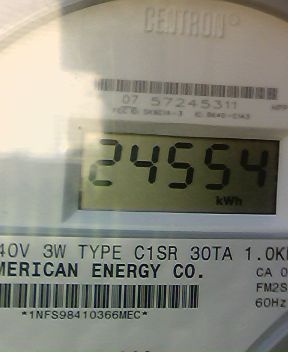 CENTRON®
07 57245311
24554
kWh
40V 3W TYPE C1SR 30TA 1.0K
MERICAN ENERGY CO.
CA 0
FM2S
60Hz
*1NFS98410366MEC*